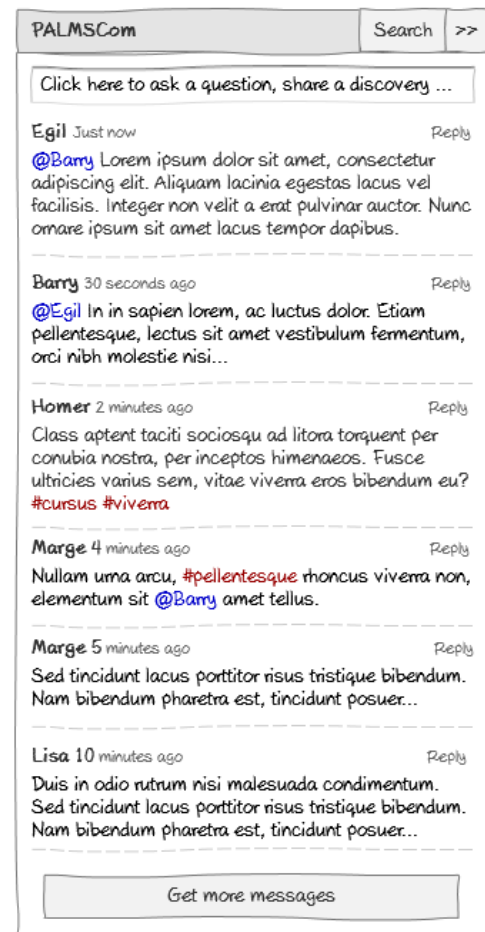 PALMSCom Search >>
Click here to ask a question, share a discovery ...
Egil Just now Reply
@Barry Lorem ipsum dolor sit amet, consectetur
adipiscing elit. Aliquam lacinia egestas lacus vel
facilisis. Integer non velit a erat pulvinar auctor. Nunc
ornare ipsum sit amet lacus tempor dapibus.
Barry 30 seconds ago Reply
@Egil In in sapien lorem, ac luctus dolor. Etiam
pellentesque, lectus sit amet vestibulum fermentum,
orci nibh molestie nisi...
Homer 2 minutes ago Reply
Class aptent taciti sociosqu ad litora torquent per
conubia nostra, per inceptos himenaeos. Fusce
ultricies varius sem, vitae viverra eros bibendum eu?
#cursus #viverra
Marge 4 minutes ago Reply
Nullam urna arcu, #pellentesque rhoncus viverra non,
elementum sit @Barry amet tellus.
Marge 5 minutes ago Reply
Sed tincidunt lacus porttitor risus tristique bibendum.
Nam bibendum pharetra est, tincidunt posuer...
Lisa 10 minutes ago Reply
Duis in odio rutrum nisi malesuada condimentum.
Sed tincidunt lacus porttitor risus tristique bibendum.
Nam bibendum pharetra est, tincidunt posuer...
Get more messages